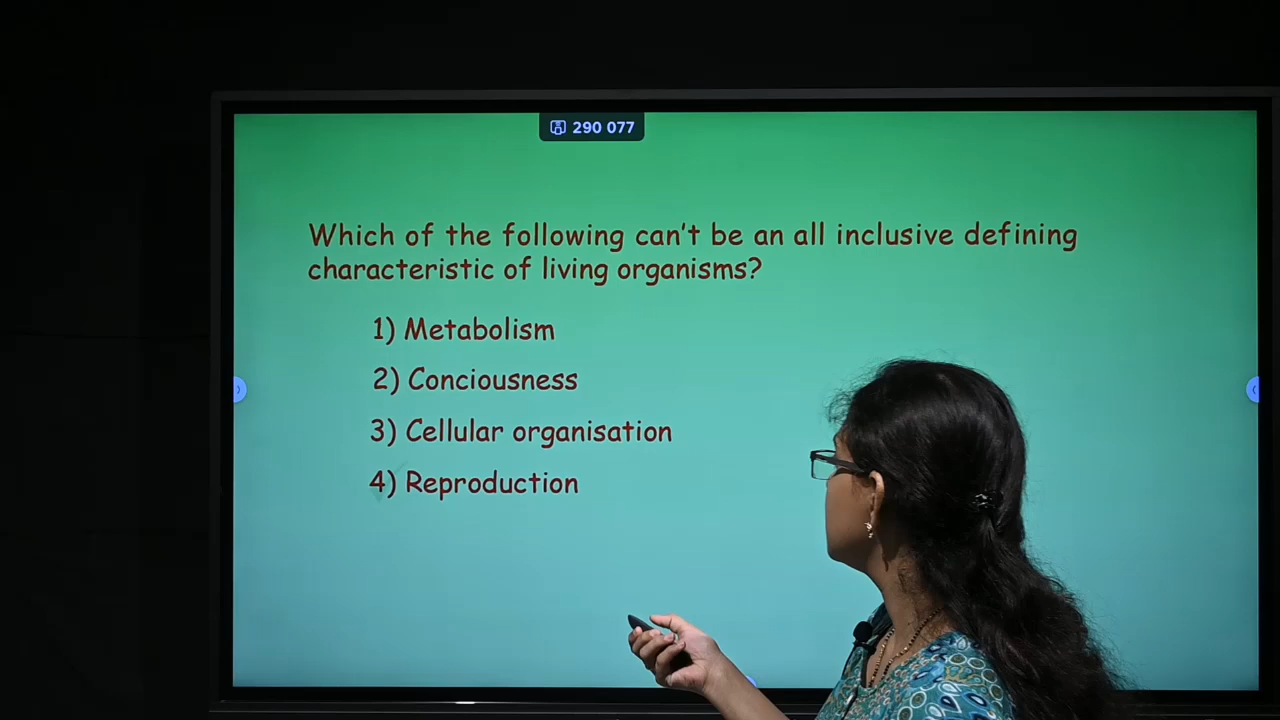 290 077
Which of the following can't be an all inclusive defining
characteristic of living organisms?
1) Metabolism
2) Conciousness
3) Cellular organisation
4) Reproduction